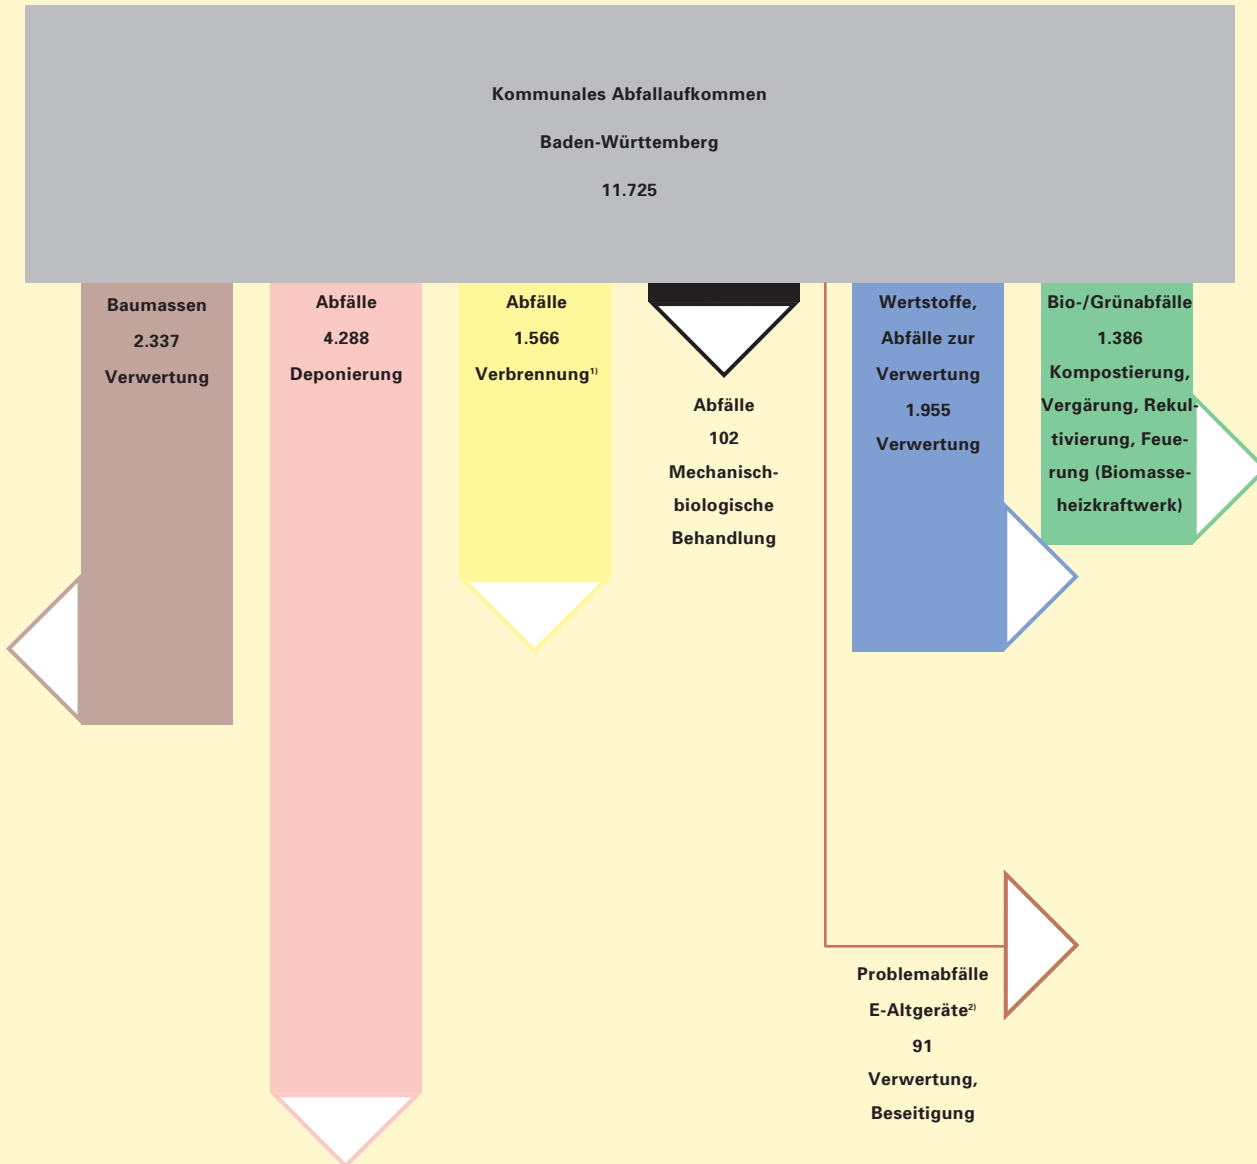 Kommunales Abfallaufkommen
Baden-Württemberg
11.725
Baumassen
2.337
Verwertung
Abfälle
4.288
Deponierung
Abfälle
1.566
Verbrennung¹⁾
Abfälle
102
Mechanisch-
biologische
Behandlung
Wertstoffe,
Abfälle zur
Verwertung
1.955
Verwertung
Bio-/Grünabfälle
1.386
Kompostierung,
Vergärung, Rekul-
tivierung, Feue-
rung (Biomasse-
heizkraftwerk)
Problemabfälle
E-Altgeräte²⁾
91
Verwertung,
Beseitigung